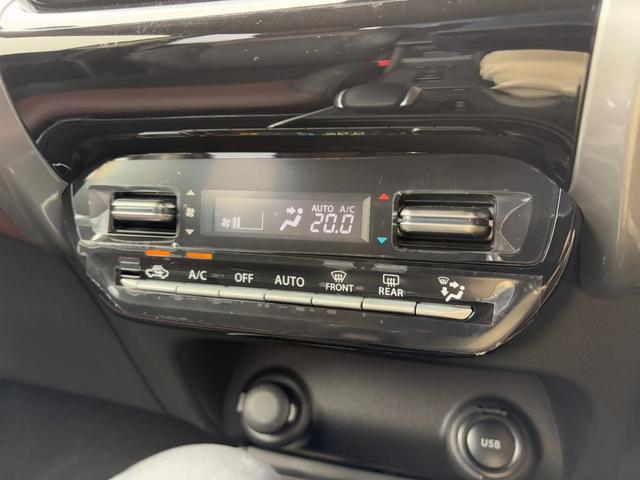 AUTO A/C
20.0
A/C OFF AUTO FRONT REAR
USB